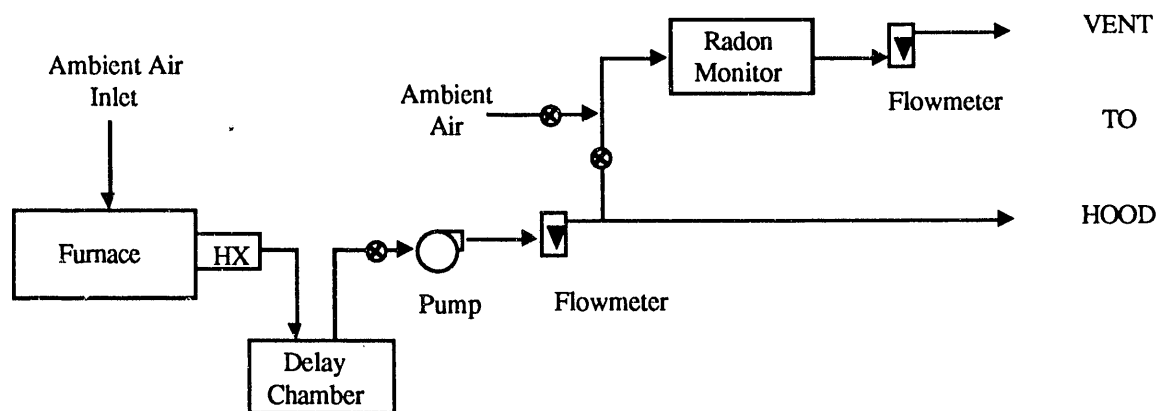 VENT
Radon
Monitor
Ambient Air
Inlet
Ambient
Air
Flowmeter
TO
HOOD
Furnace
HX
Pump
Flowmeter
Delay
Chamber